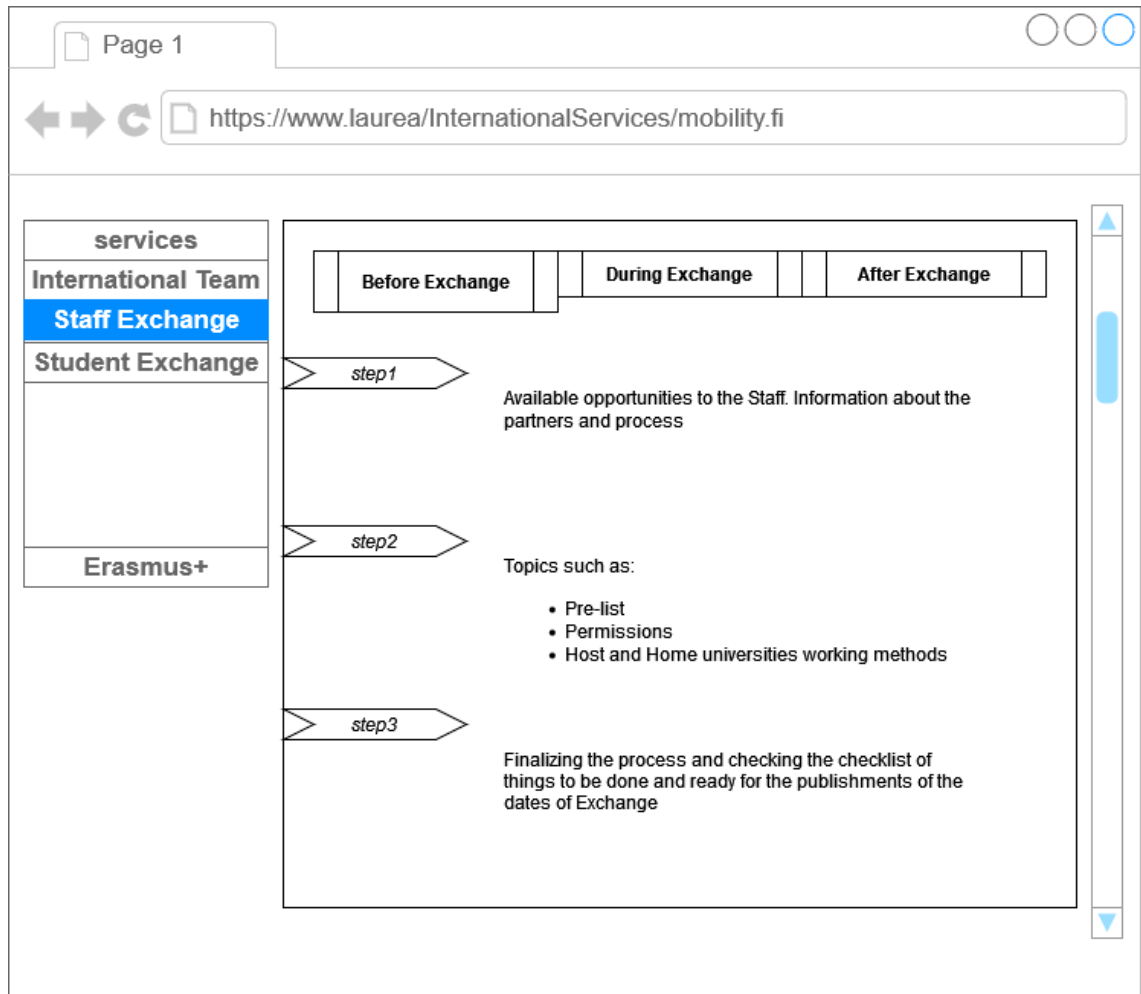 Page 1
https://www.laurea/InternationalServices/mobility.fi
services
International Team
Staff Exchange
Student Exchange
Erasmus+
Before Exchange
During Exchange
After Exchange
step1
Available opportunities to the Staff. Information about the
partners and process
step2
Topics such as:
• Pre-list
• Permissions
• Host and Home universities working methods
step3
Finalizing the process and checking the checklist of
things to be done and ready for the publishments of the
dates of Exchange